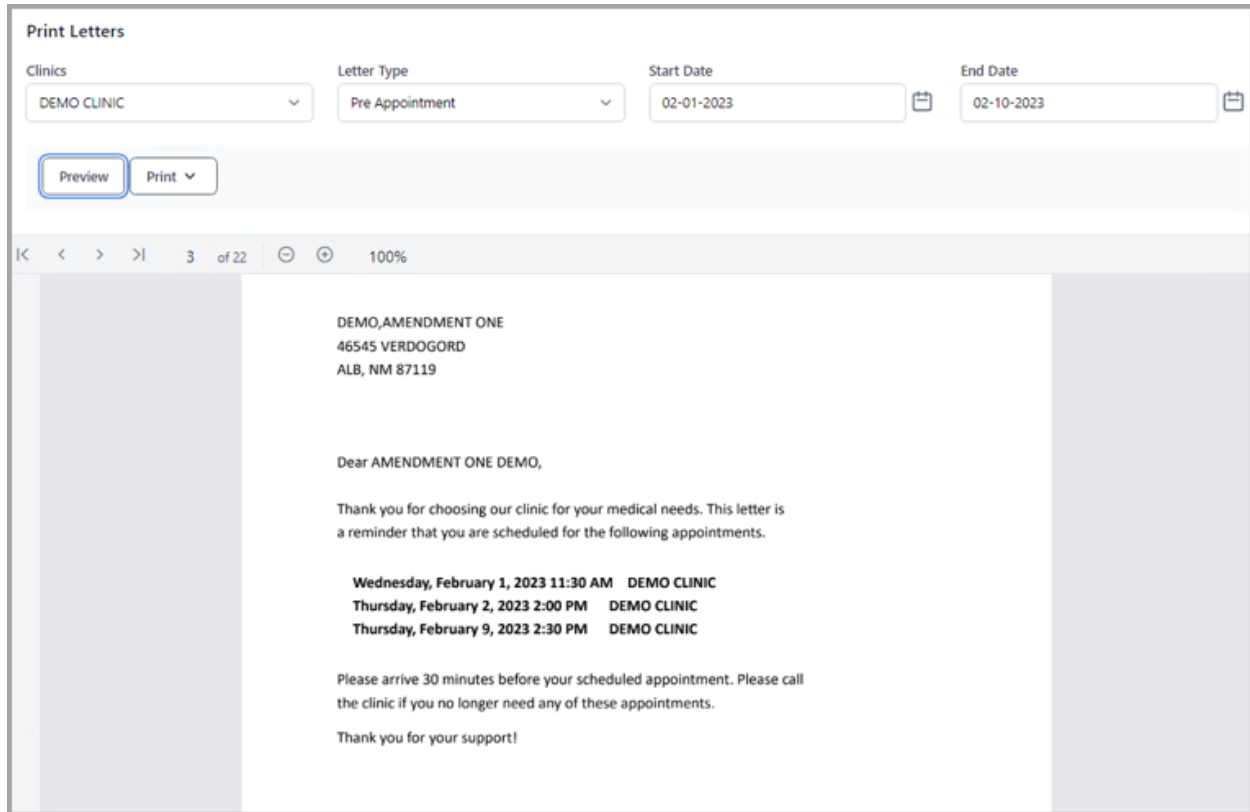 Print Letters
Clinics
Letter Type
Start Date
End Date
DEMO CLINIC
Pre Appointment
02-01-2023
02-10-2023
Preview
Print
3 of 22
100%
DEMO,AMENDMENT ONE
46545 VERDOGORD
ALB, NM 87119
Dear AMENDMENT ONE DEMO,
Thank you for choosing our clinic for your medical needs. This letter is
a reminder that you are scheduled for the following appointments.
Wednesday, February 1, 2023 11:30 AM DEMO CLINIC
Thursday, February 2, 2023 2:00 PM DEMO CLINIC
Thursday, February 9, 2023 2:30 PM DEMO CLINIC
Please arrive 30 minutes before your scheduled appointment. Please call
the clinic if you no longer need any of these appointments.
Thank you for your support!